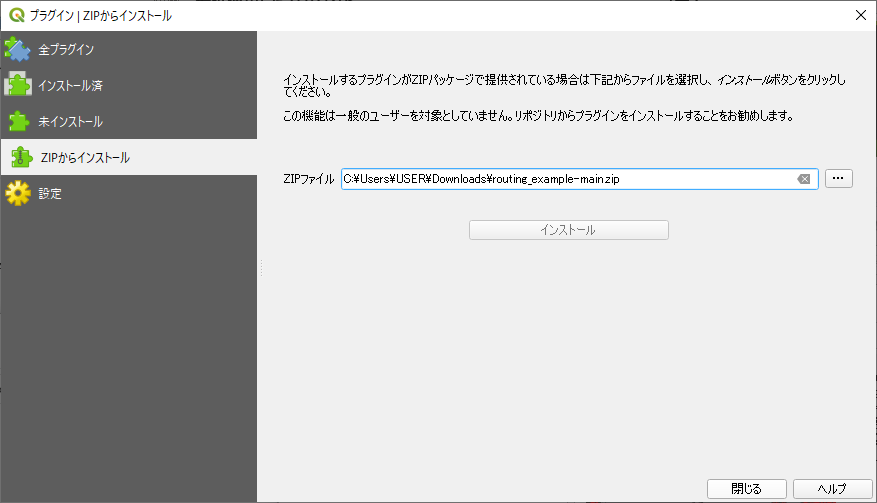 プラグイン | ZIPからインストール
全プラグイン
インストール済
未インストール
ZIPからインストール
設定
インストールするプラグインがZIPパッケージで提供されている場合は下記からファイルを選択し、インストールボタンをクリックし
てください。
この機能は一般のユーザーを対象としていません。リポジトリからプラグインをインストールすることをお勧めします。
ZIPファイル C:¥Users¥USER¥Downloads¥routing_example-main.zip ...
インストール
閉じる ヘルプ